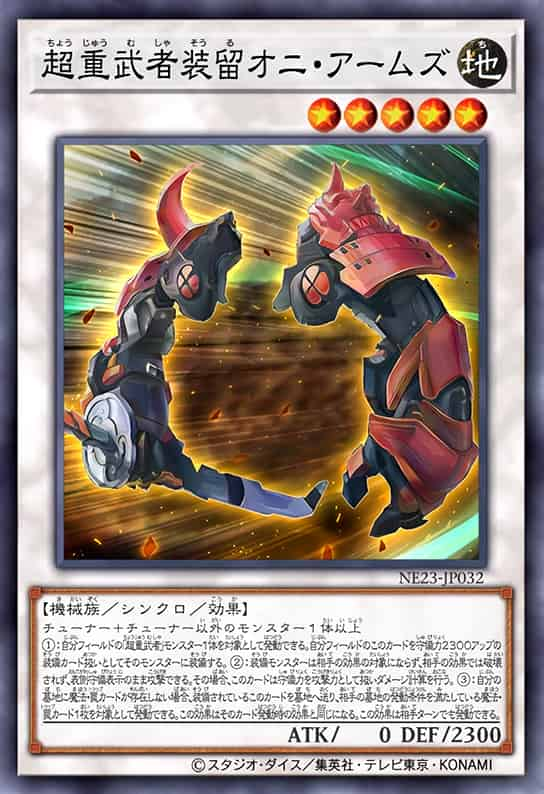 超重武者装留オニ・アームズ
地
NE23-JP032
【機械族／シンクロ／効果】
チューナー＋チューナー以外のモンスター１体以上
①：自分フィールドの「超重武者」モンスター1体を対象として発動できる。自分フィールドのこのカードを守備力2300アップの
装備カード扱いとしてそのモンスターに装備する。②：装備モンスターは相手の効果の対象にならず、相手の効果では破壊
されず、表側守備表示のまま攻撃できる。その場合、このカードは守備力を攻撃力として扱いダメージ計算を行う。③：自分の
墓地に魔法・罠カードが存在しない場合、装備されているこのカードを墓地へ送り、相手の墓地の発動条件を満たしている魔法・
罠カード1枚を対象として発動できる。この効果はそのカード発動時の効果と同じになる。この効果は相手ターンでも発動できる。
ATK/ 0 DEF/2300
©スタジオ・ダイス／集英社・テレビ東京・KONAMI